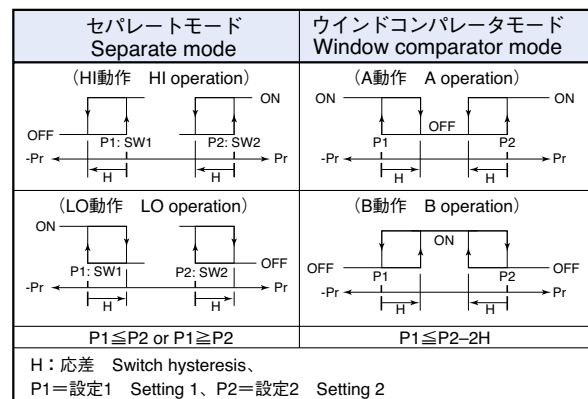 セパレートモード
Separate mode
ウインドコンパレータモード
Window comparator mode
（HI動作 HI operation）
ON
OFF
P1: SW1
P2: SW2
-Pr
Pr
H
H
（A動作 A operation）
ON
ON
OFF
P1
P2
-Pr
Pr
H
H
（LO動作 LO operation）
ON
P1: SW1
P2: SW2
OFF
-Pr
Pr
H
H
（B動作 B operation）
ON
OFF
P1
P2
OFF
-Pr
Pr
H
H
P1≦P2 or P1≧P2
P1≦P2–2H
H：応差 Switch hysteresis、
P1＝設定1 Setting 1、P2＝設定2 Setting 2